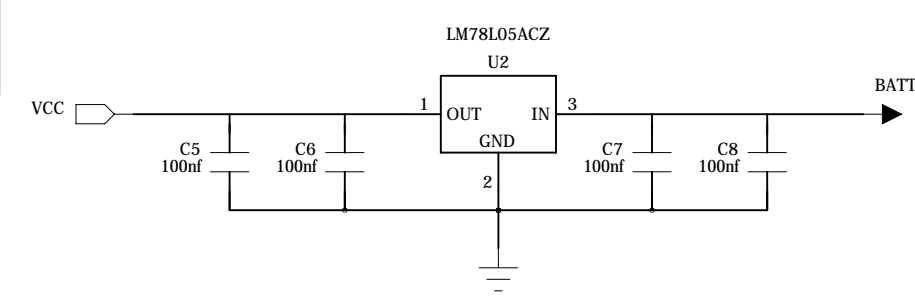 LM78L05ACZ
U2
BATT
VCC
1
OUT
IN
3
GND
C5
100nf
C6
100nf
C7
100nf
C8
100nf
2